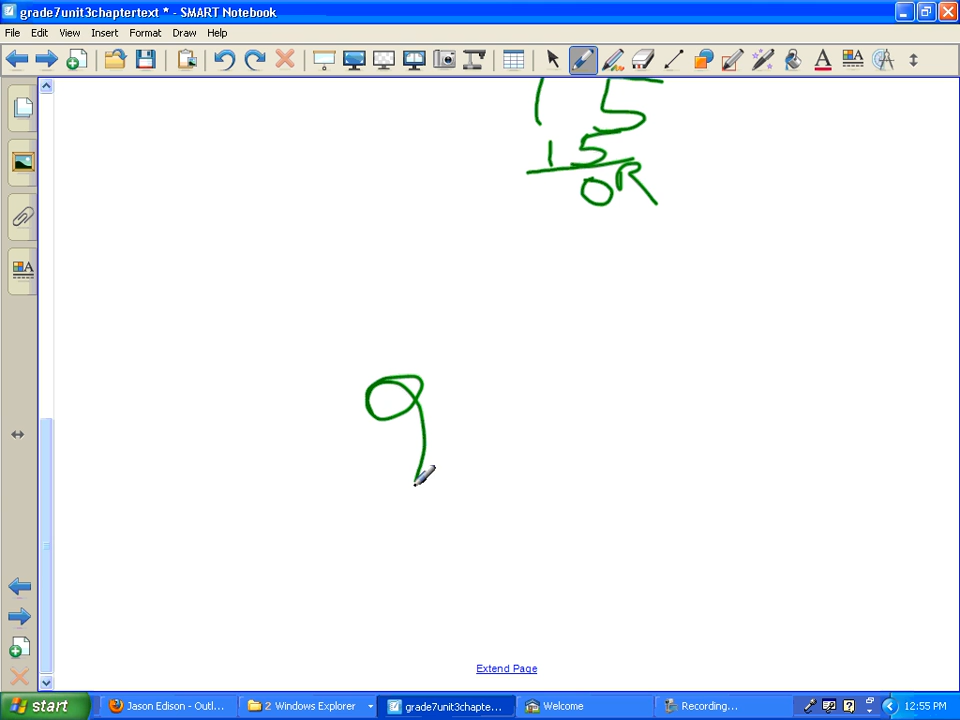 grade7unit3chaptertext * - SMART Notebook
File Edit View Insert Format Draw Help
15
15
0R
9
Extend Page
start Jason Edison - Outl... 2 Windows Explorer grade7unit3chapte... Welcome Recording... 12:55 PM